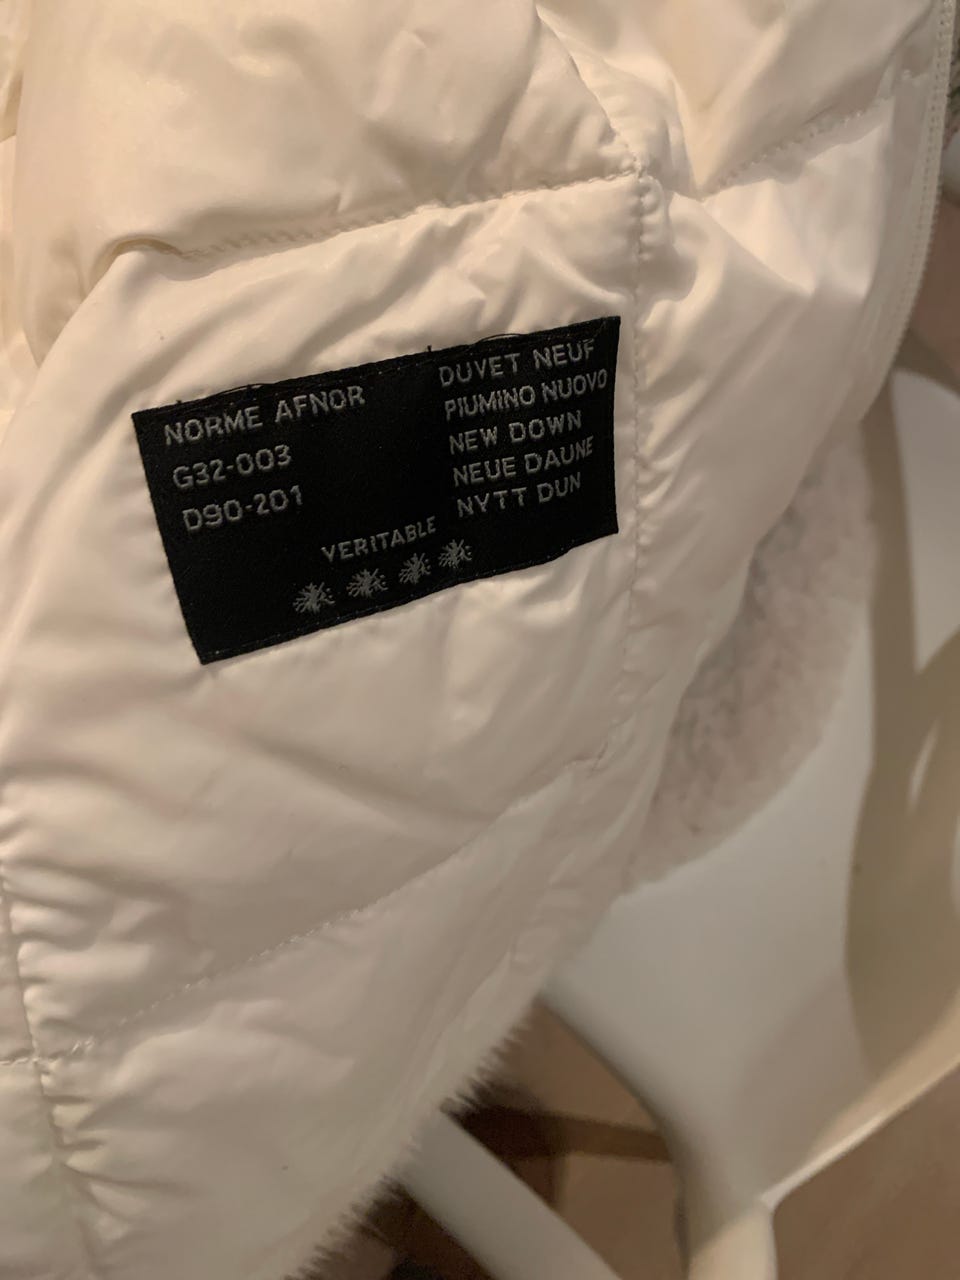 NORME AFNOR
G32-003
D90-201
DUVET NEUF
PIUMINO NUOVO
NEW DOWN
NEUE DAUNE
NYTT DUN
VERITABLE